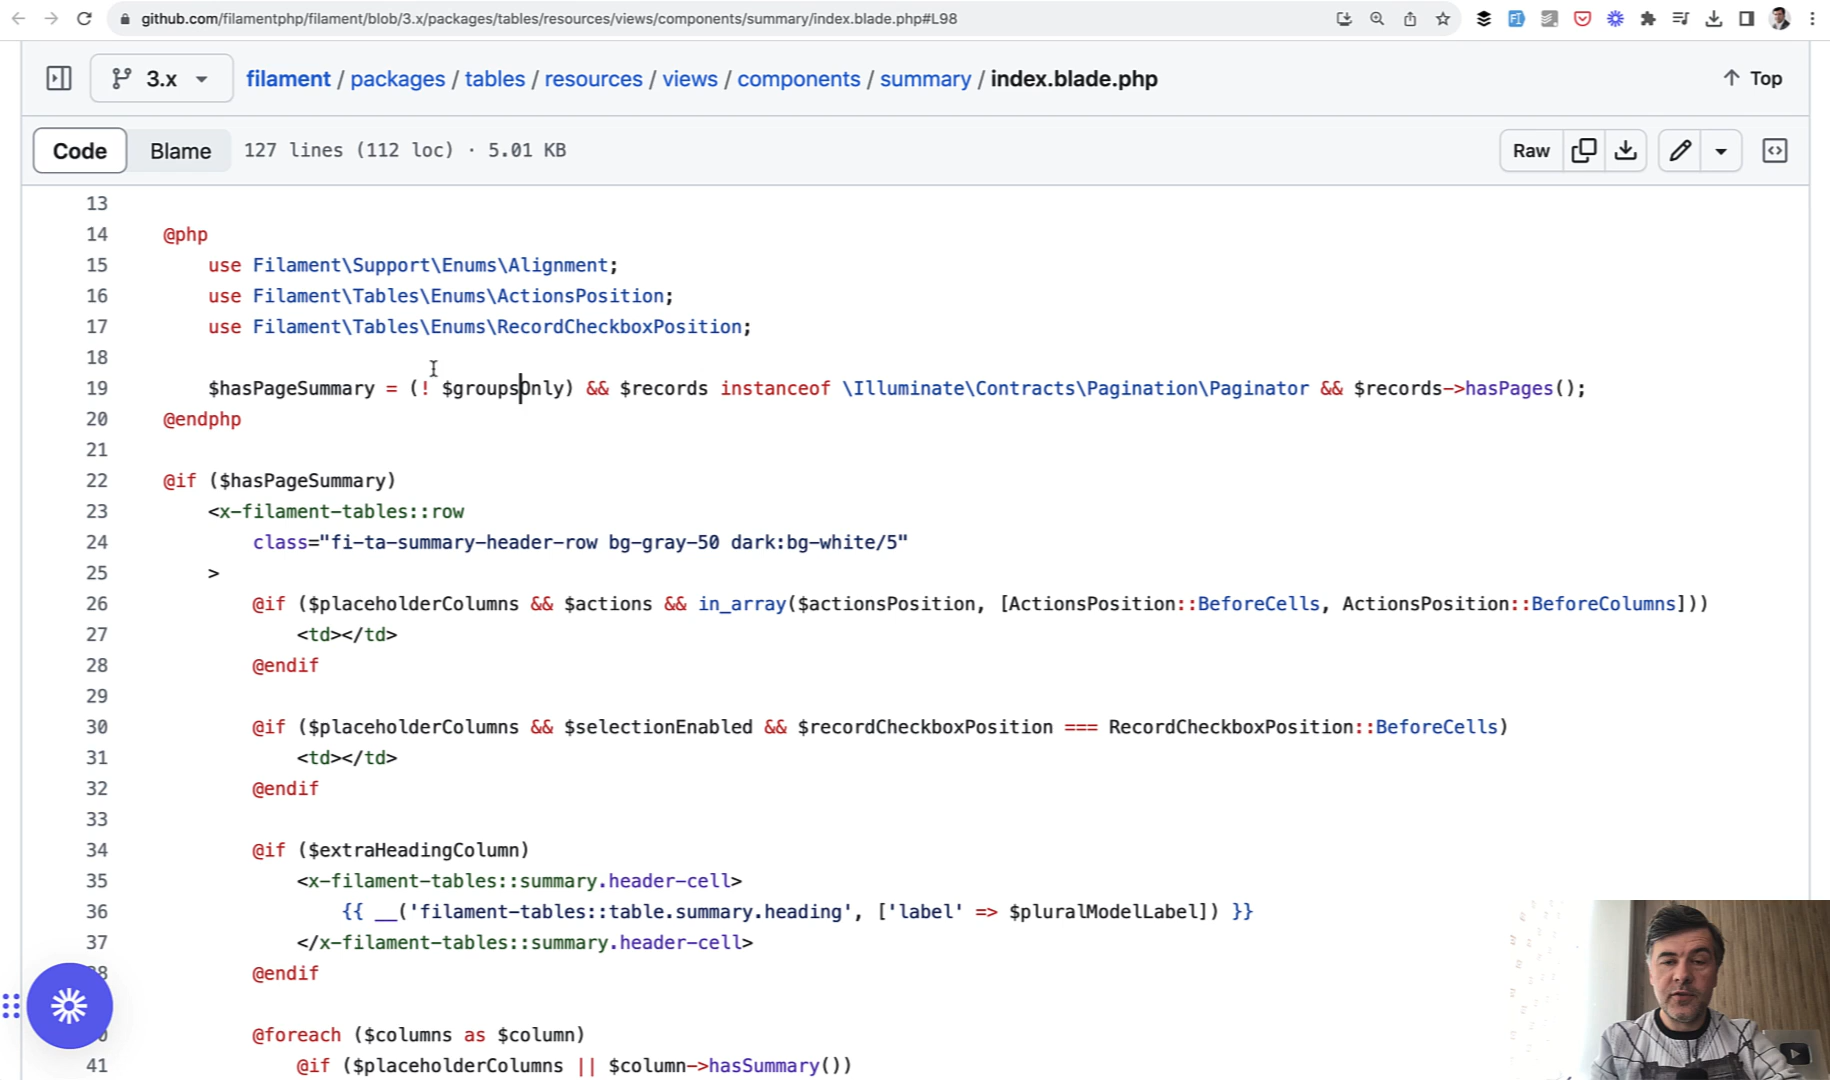 github.com/filamentphp/filament/blob/3.x/packages/tables/resources/views/components/summary/index.blade.php#L98
3.x filament / packages / tables / resources / views / components / summary / index.blade.php Top
Code Blame 127 lines (112 loc) · 5.01 KB Raw
13
14 @php
15 use Filament\Support\Enums\Alignment;
16 use Filament\Tables\Enums\ActionsPosition;
17 use Filament\Tables\Enums\RecordCheckboxPosition;
18
19 $hasPageSummary = (! $groupsOnly) && $records instanceof \Illuminate\Contracts\Pagination\Paginator && $records->hasPages();
20 @endphp
21
22 @if ($hasPageSummary)
23 <x-filament-tables::row
24 class="fi-ta-summary-header-row bg-gray-50 dark:bg-white/5"
25 >
26 @if ($placeholderColumns && $actions && in_array($actionsPosition, [ActionsPosition::BeforeCells, ActionsPosition::BeforeColumns]))
27 <td></td>
28 @endif
29
30 @if ($placeholderColumns && $selectionEnabled && $recordCheckboxPosition === RecordCheckboxPosition::BeforeCells)
31 <td></td>
32 @endif
33
34 @if ($extraHeadingColumn)
35 <x-filament-tables::summary.header-cell>
36 {{ __('filament-tables::table.summary.heading', ['label' => $pluralModelLabel]) }}
37 </x-filament-tables::summary.header-cell>
@endif
@foreach ($columns as $column)
41 @if ($placeholderColumns || $column->hasSummary())